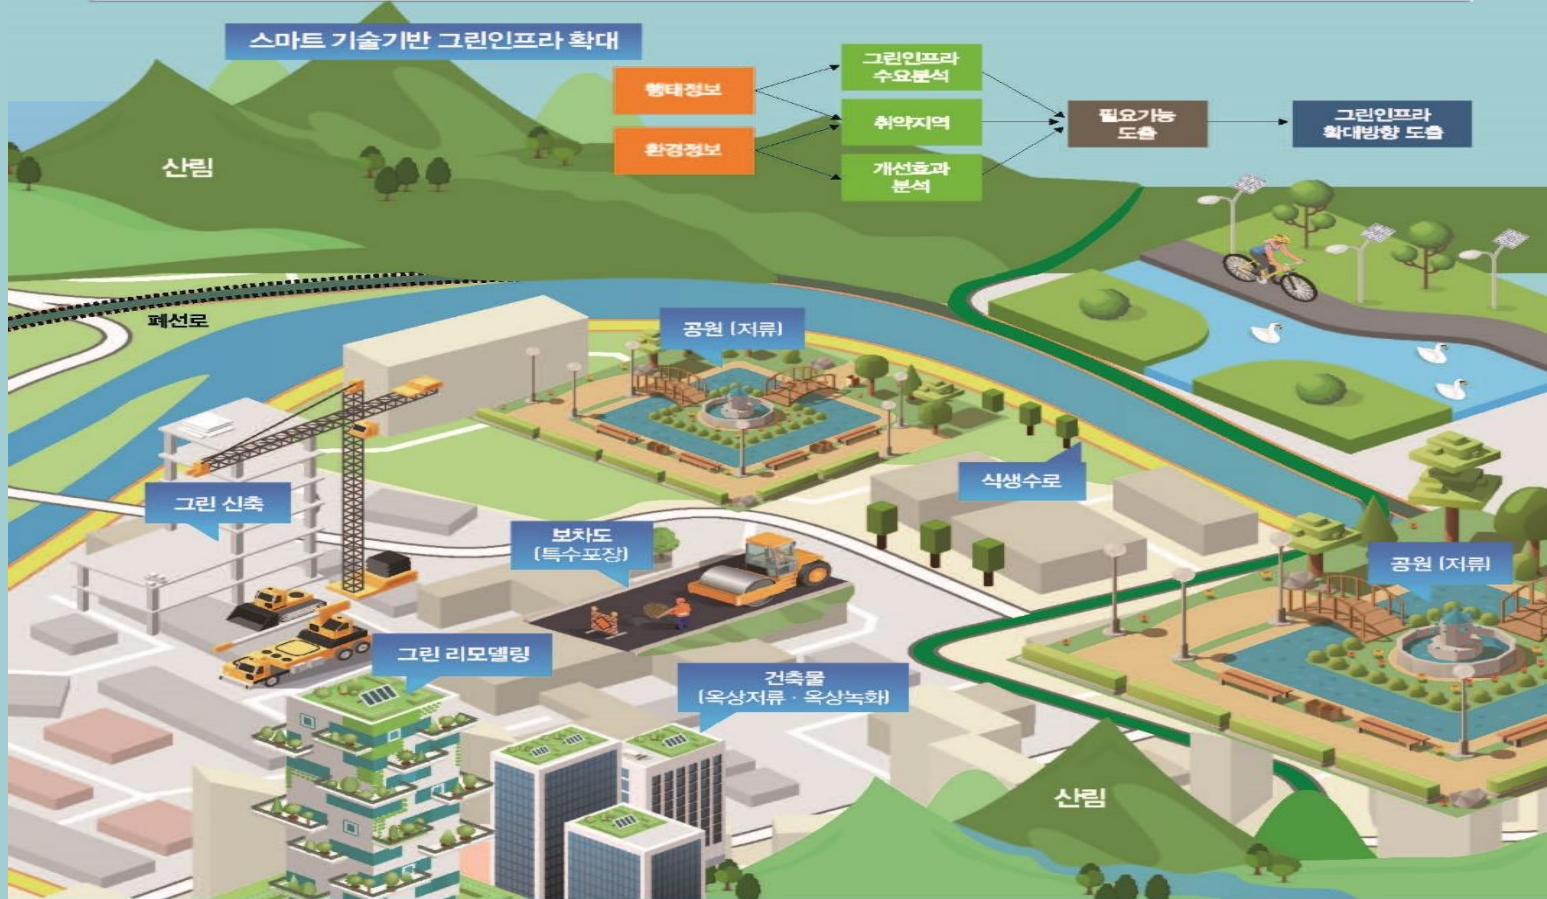 스마트 기술기반 그린인프라 확대
행태정보
환경정보
그린인프라
수요분석
취약지역
개선효과
분석
필요기능
도출
그린인프라
확대방향 도출
산림
폐선로
공원 (저류)
식생수로
그린 신축
보차도
(특수포장)
공원 (저류)
그린 리모델링
건축물
(옥상저류 · 옥상녹화)
산림